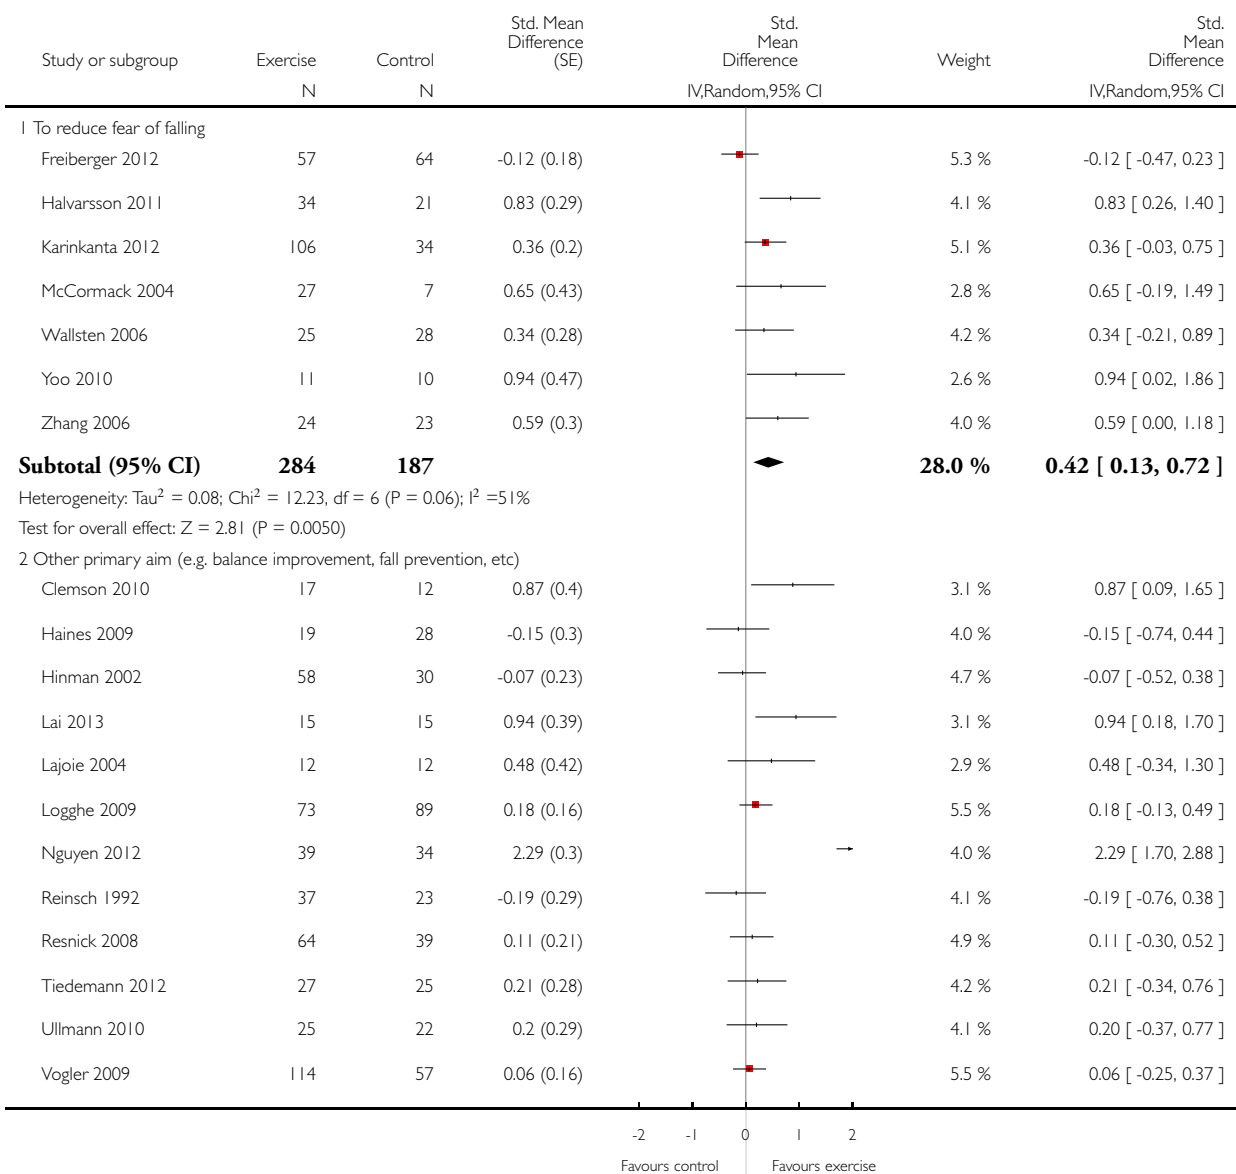 Study or subgroup Exercise Control Std. Mean Difference (SE) Std. Mean Difference Weight Std. Mean Difference
N N IV,Random,95% CI IV,Random,95% CI
1 To reduce fear of falling
Freiberger 2012 57 64 -0.12 (0.18) 5.3 % -0.12 [ -0.47, 0.23 ]
Halvarsson 2011 34 21 0.83 (0.29) 4.1 % 0.83 [ 0.26, 1.40 ]
Karinkanta 2012 106 34 0.36 (0.2) 5.1 % 0.36 [ -0.03, 0.75 ]
McCormack 2004 27 7 0.65 (0.43) 2.8 % 0.65 [ -0.19, 1.49 ]
Wallsten 2006 25 28 0.34 (0.28) 4.2 % 0.34 [ -0.21, 0.89 ]
Yoo 2010 11 10 0.94 (0.47) 2.6 % 0.94 [ 0.02, 1.86 ]
Zhang 2006 24 23 0.59 (0.3) 4.0 % 0.59 [ 0.00, 1.18 ]
Subtotal (95% CI) 284 187 28.0 % 0.42 [ 0.13, 0.72 ]
Heterogeneity: Tau² = 0.08; Chi² = 12.23, df = 6 (P = 0.06); I² =51%
Test for overall effect: Z = 2.81 (P = 0.0050)
2 Other primary aim (e.g. balance improvement, fall prevention, etc)
Clemson 2010 17 12 0.87 (0.4) 3.1 % 0.87 [ 0.09, 1.65 ]
Haines 2009 19 28 -0.15 (0.3) 4.0 % -0.15 [ -0.74, 0.44 ]
Hinman 2002 58 30 -0.07 (0.23) 4.7 % -0.07 [ -0.52, 0.38 ]
Lai 2013 15 15 0.94 (0.39) 3.1 % 0.94 [ 0.18, 1.70 ]
Lajoie 2004 12 12 0.48 (0.42) 2.9 % 0.48 [ -0.34, 1.30 ]
Logghe 2009 73 89 0.18 (0.16) 5.5 % 0.18 [ -0.13, 0.49 ]
Nguyen 2012 39 34 2.29 (0.3) 4.0 % 2.29 [ 1.70, 2.88 ]
Reinsch 1992 37 23 -0.19 (0.29) 4.1 % -0.19 [ -0.76, 0.38 ]
Resnick 2008 64 39 0.11 (0.21) 4.9 % 0.11 [ -0.30, 0.52 ]
Tiedemann 2012 27 25 0.21 (0.28) 4.2 % 0.21 [ -0.34, 0.76 ]
Ullmann 2010 25 22 0.2 (0.29) 4.1 % 0.20 [ -0.37, 0.77 ]
Vogler 2009 114 57 0.06 (0.16) 5.5 % 0.06 [ -0.25, 0.37 ]
-2 -1 0 1 2
Favours control Favours exercise